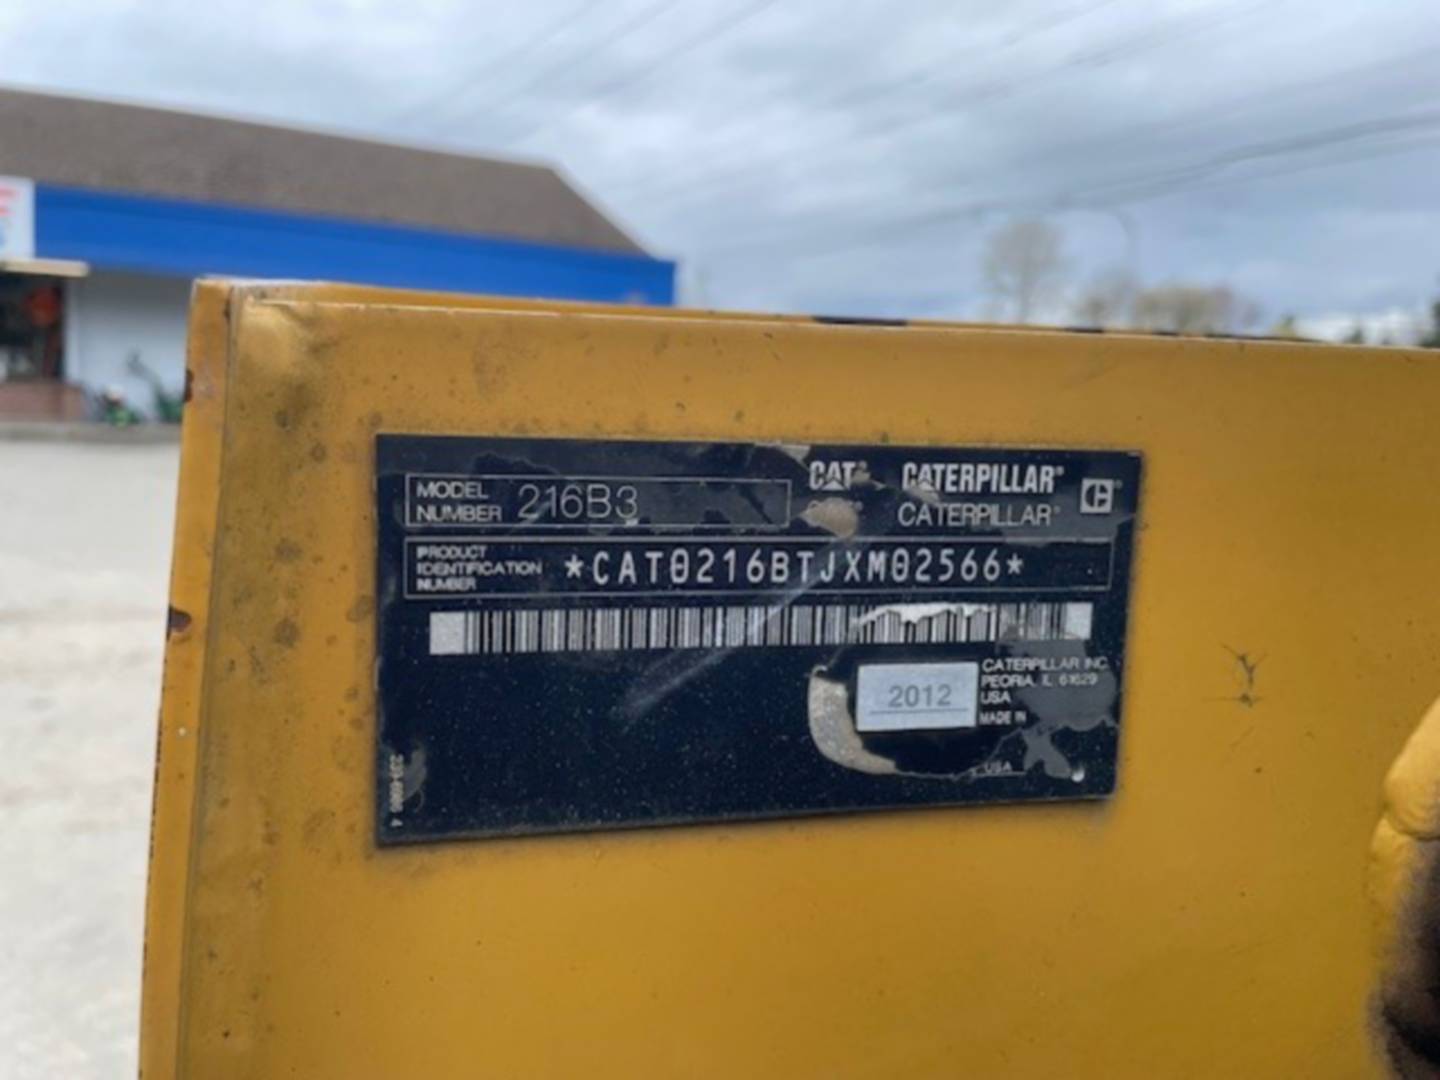 MODEL NUMBER 216B3
CAT® CATERPILLAR®
CATERPILLAR®
PRODUCT IDENTIFICATION NUMBER *CAT0216BTJXM02566*
2012
CATERPILLAR INC.
PEORIA, IL 61629
USA
MADE IN
USA